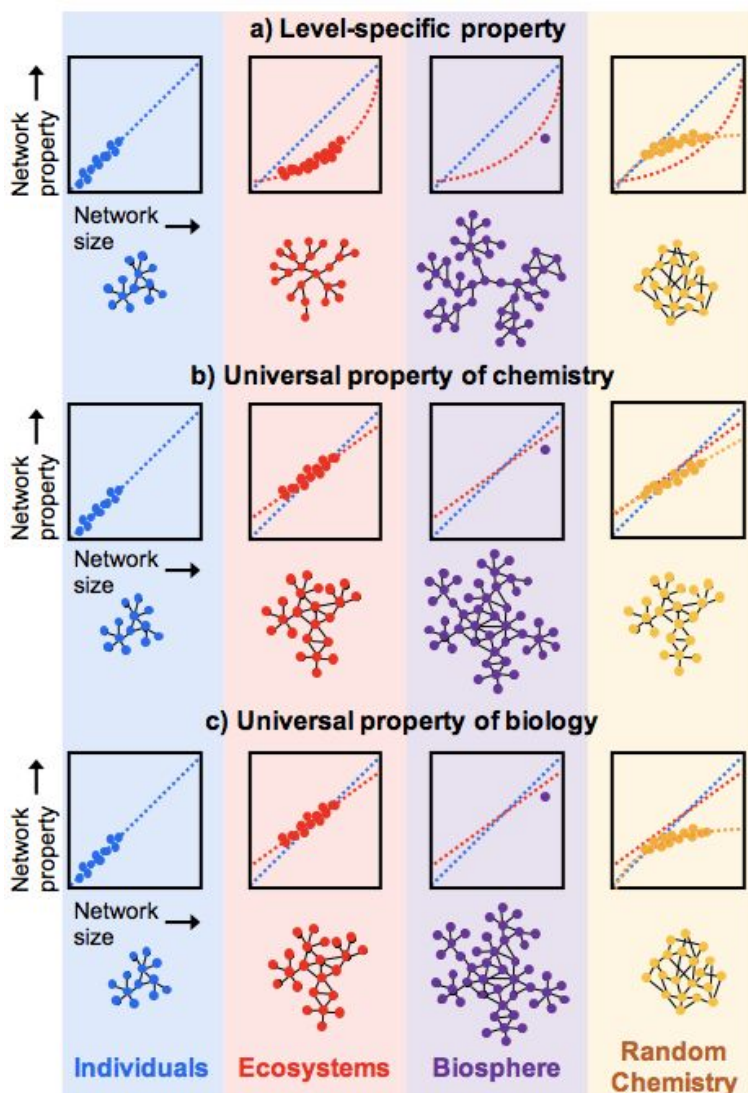 a) Level-specific property
Network
property
Network
size
b) Universal property of chemistry
Network
property
Network
size
c) Universal property of biology
Network
property
Network
size
Individuals
Ecosystems
Biosphere
Random
Chemistry